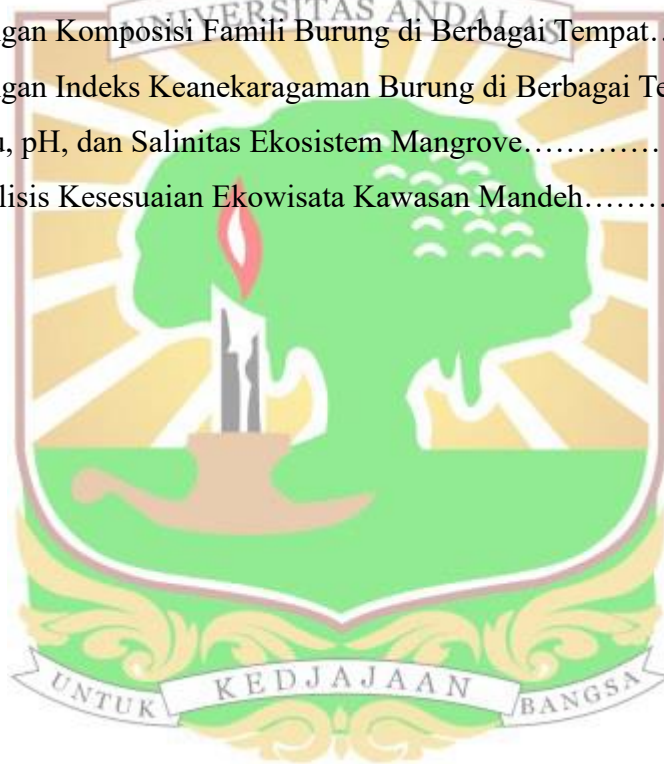 UNIVERSITAS ANDALAS
gan Komposisi Famili Burung di Berbagai Tempat..
gan Indeks Keanekaragaman Burung di Berbagai Te
, pH, dan Salinitas Ekosistem Mangrove……………
lisis Kesesuaian Ekowisata Kawasan Mandeh………
UNTUK KEDJAJAAN BANGSA